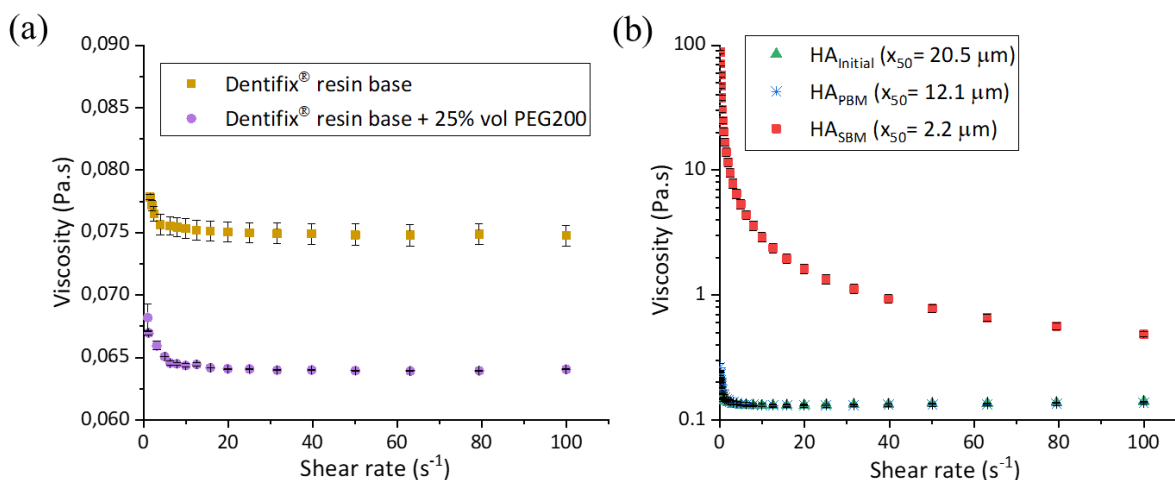 (a)
0,090
0,085
0,080
0,075
0,070
0,065
0,060
Viscosity (Pa.s)
Dentifix® resin base
Dentifix® resin base + 25% vol PEG200
0 20 40 60 80 100
Shear rate (s⁻¹)
(b)
100
10
1
0.1
Viscosity (Pa.s)
HA_Initial (x₅₀= 20.5 µm)
HA_PBM (x₅₀= 12.1 µm)
HA_SBM (x₅₀= 2.2 µm)
0 20 40 60 80 100
Shear rate (s⁻¹)